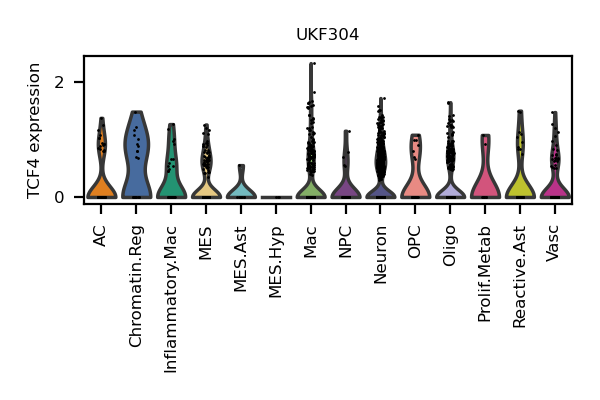 UKF304
TCF4 expression
2
0
AC
Chromatin.Reg
Inflammatory.Mac
MES
MES.Ast
MES.Hyp
Mac
NPC
Neuron
OPC
Oligo
Prolif.Metab
Reactive.Ast
Vasc